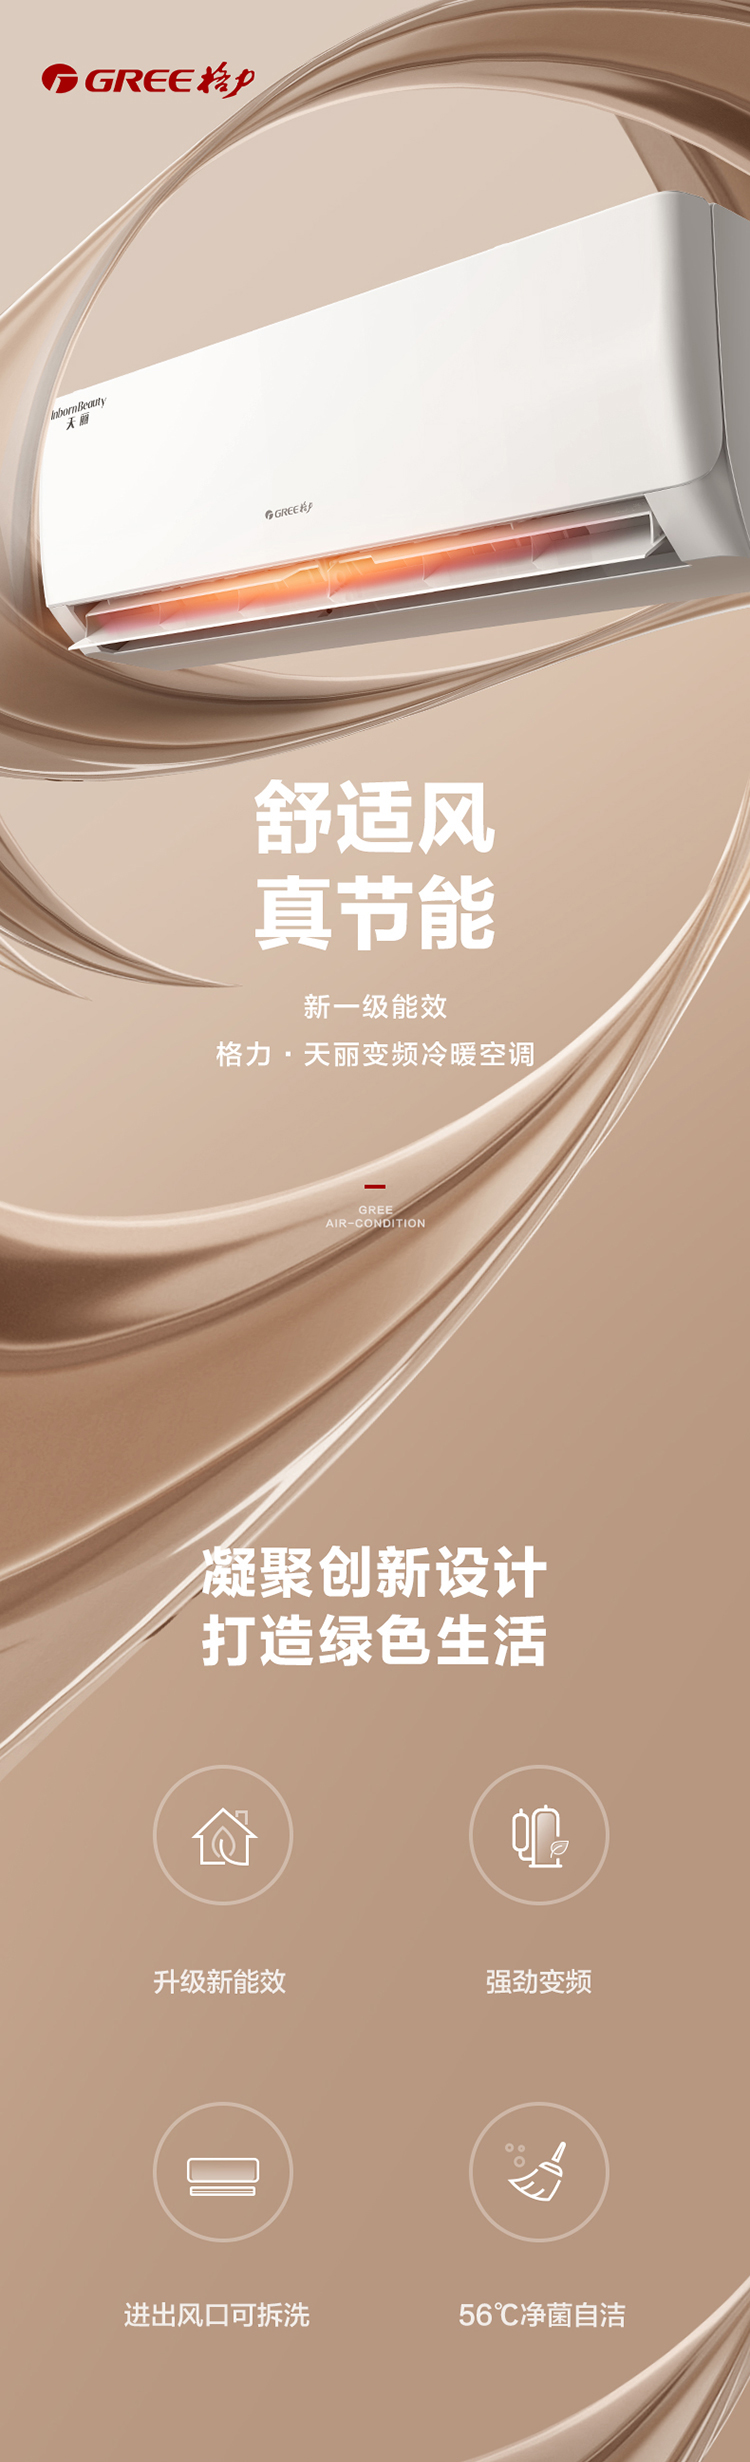 GREE格力
InbornBeauty
天丽
GREE格力
舒适风
真节能
新一级能效
格力·天丽变频冷暖空调
GREE
AIR-CONDITION
凝聚创新设计
打造绿色生活
升级新能效
强劲变频
进出风口可拆洗
56℃净菌自洁